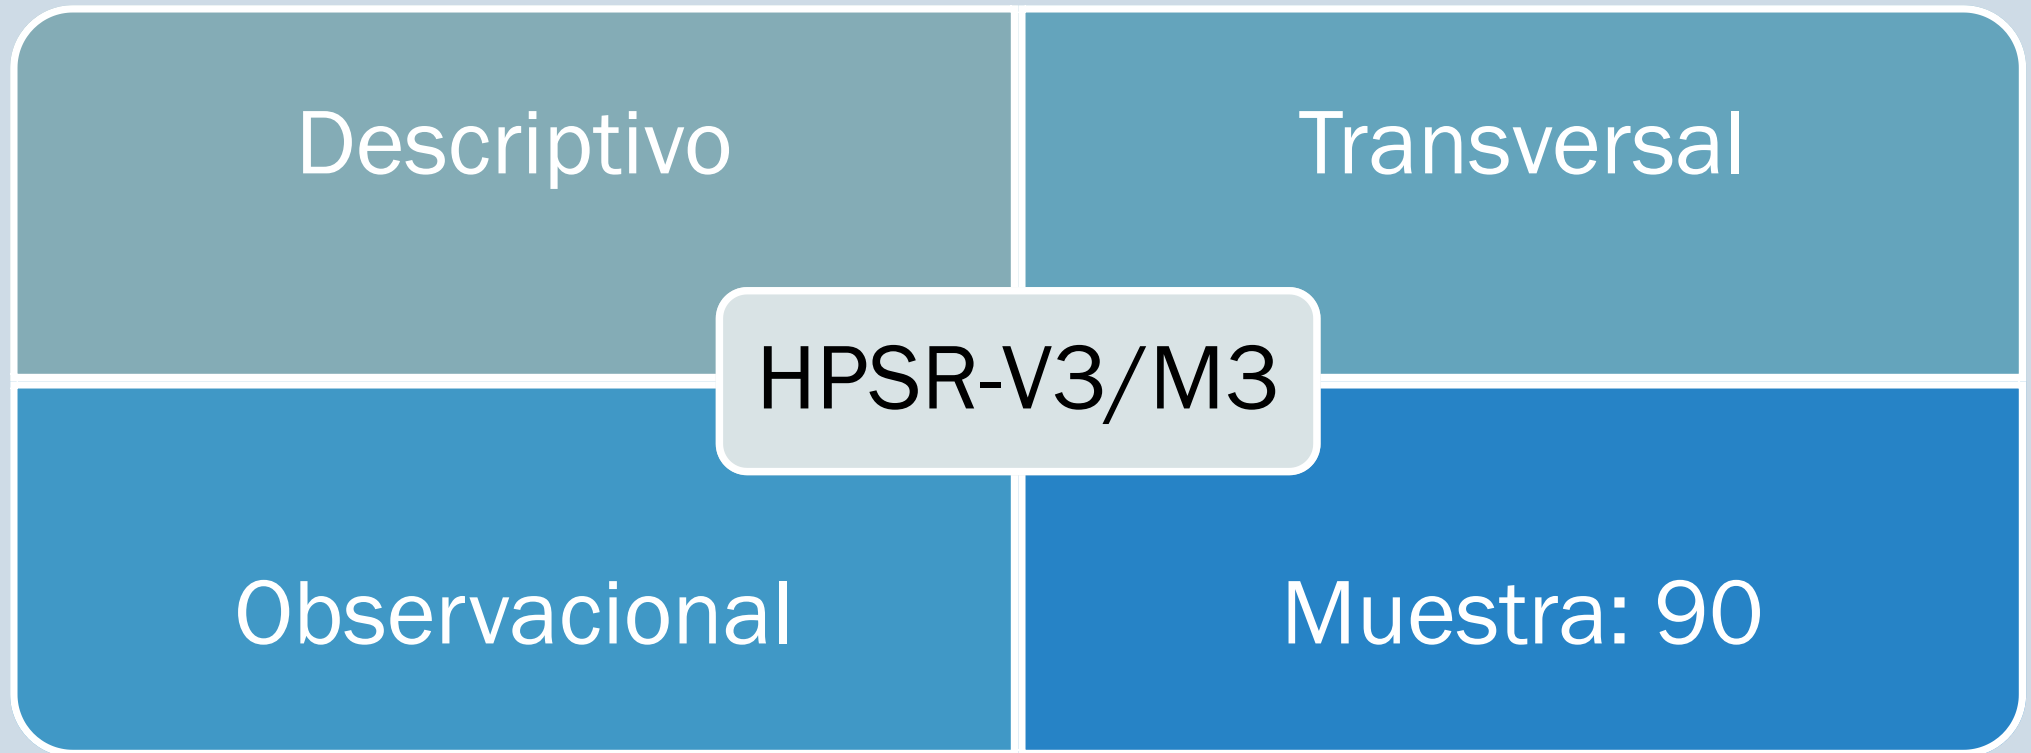 Descriptivo
Transversal
HPSR-V3/M3
Observacional
Muestra: 90